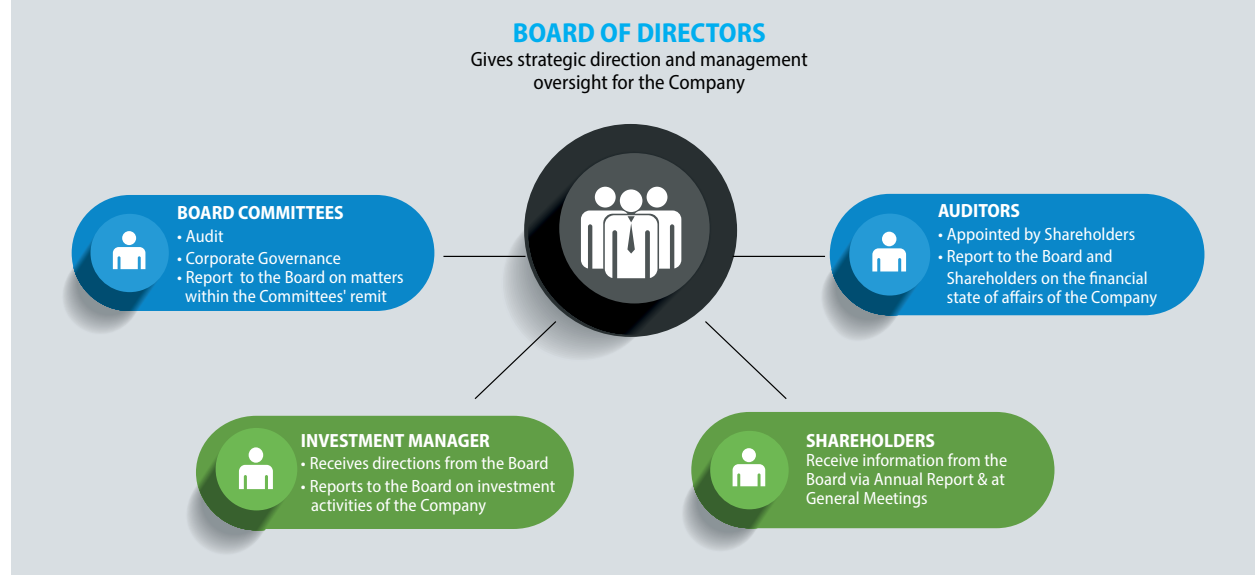 BOARD OF DIRECTORS
Gives strategic direction and management
oversight for the Company
BOARD COMMITTEES
• Audit
• Corporate Governance
• Report to the Board on matters
within the Committees' remit
AUDITORS
• Appointed by Shareholders
• Report to the Board and
Shareholders on the financial
state of affairs of the Company
INVESTMENT MANAGER
• Receives directions from the Board
• Reports to the Board on investment
activities of the Company
SHAREHOLDERS
Receive information from the
Board via Annual Report & at
General Meetings